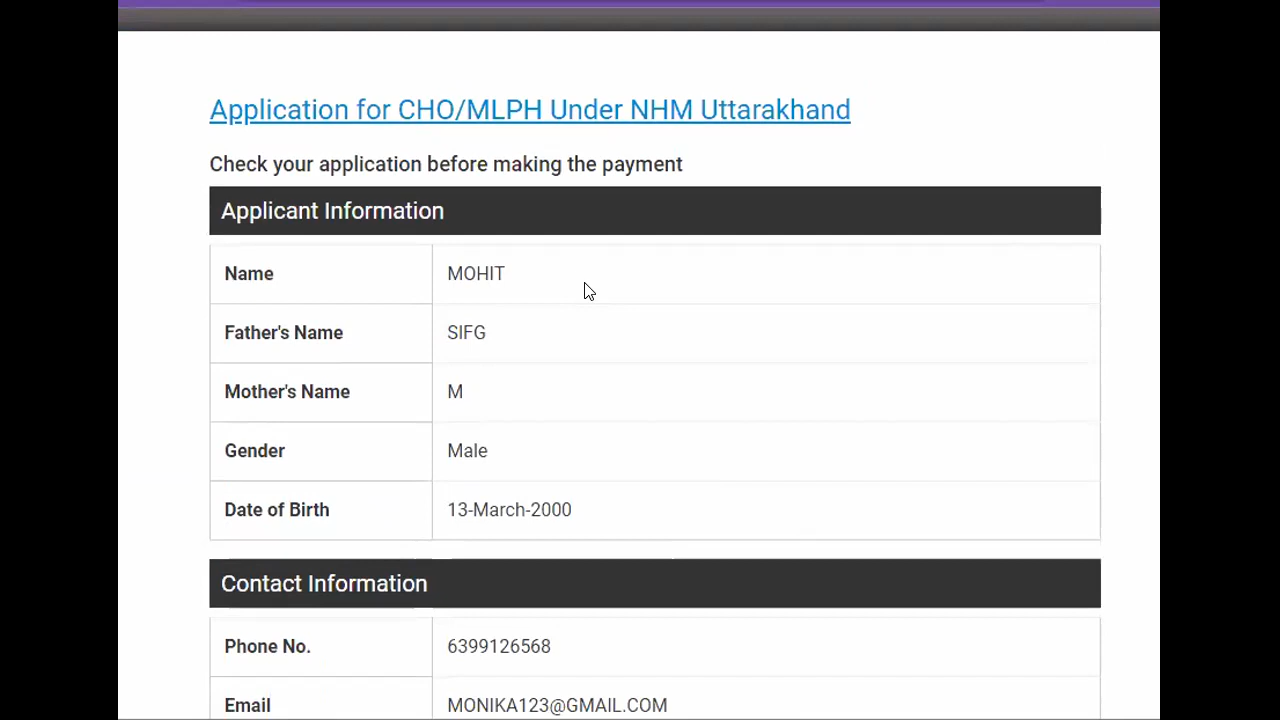 Application for CHO/MLPH Under NHM Uttarakhand
Check your application before making the payment
Applicant Information
Name MOHIT
Father's Name SIFG
Mother's Name M
Gender Male
Date of Birth 13-March-2000
Contact Information
Phone No. 6399126568
Email MONIKA123@GMAIL.COM